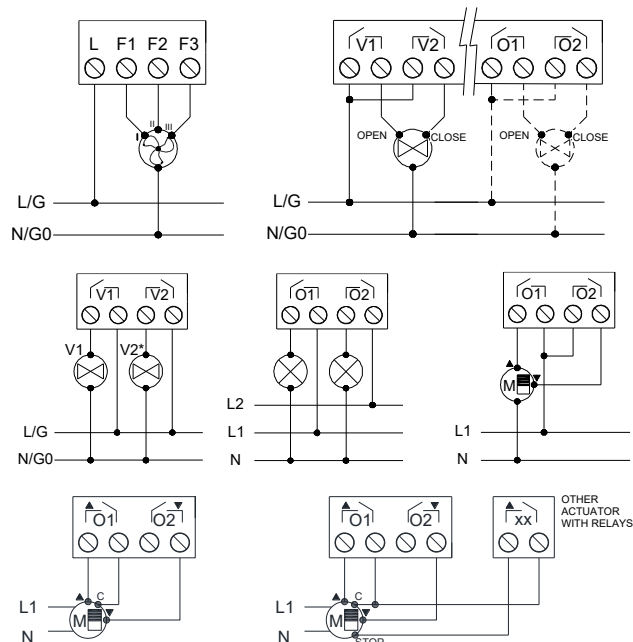 L F1 F2 F3
I II III
L/G
N/G0
V1 V2 O1 O2
OPEN CLOSE OPEN CLOSE
L/G
N/G0
V1 V2
V1 V2*
L/G
N/G0
O1 O2
L2
L1
N
O1 O2
M
L1
N
O1 O2
C
M
L1
N
O1 O2
C
M
L1
N
STOP
xx
OTHER
ACTUATOR
WITH RELAYS